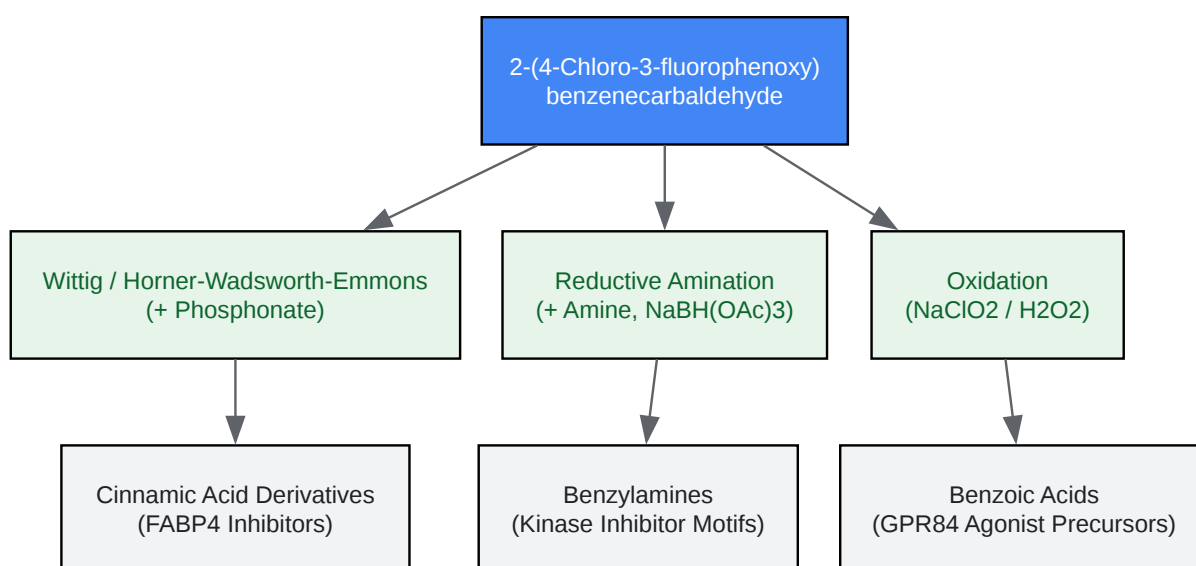 2-(4-Chloro-3-fluorophenoxy)
benzenecarbaldehyde
Wittig / Horner-Wadsworth-Emmons
(+ Phosphonate)
Reductive Amination
(+ Amine, NaBH(OAc)3)
Oxidation
(NaClO2 / H2O2)
Cinnamic Acid Derivatives
(FABP4 Inhibitors)
Benzylamines
(Kinase Inhibitor Motifs)
Benzoic Acids
(GPR84 Agonist Precursors)